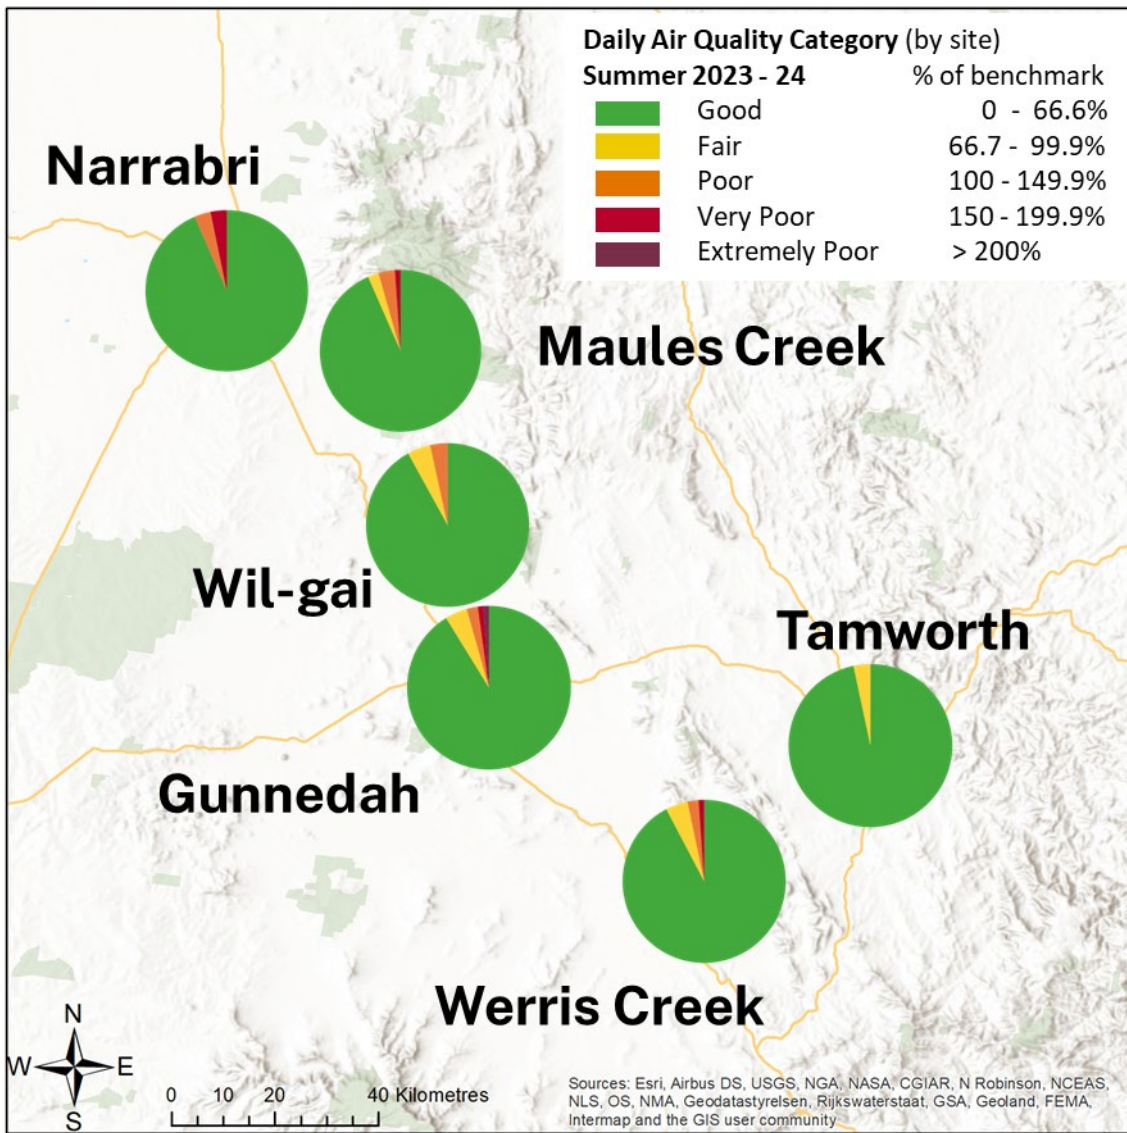 Daily Air Quality Category (by site)
Summer 2023 - 24 % of benchmark
Good 0 - 66.6%
Fair 66.7 - 99.9%
Poor 100 - 149.9%
Very Poor 150 - 199.9%
Extremely Poor > 200%
Narrabri
Maules Creek
Wil-gai
Tamworth
Gunnedah
Werris Creek
N
W E
S
0 10 20 40 Kilometres
Sources: Esri, Airbus DS, USGS, NGA, NASA, CGIAR, N Robinson, NCEAS,
NLS, OS, NMA, Geodatastyrelsen, Rijkswaterstaat, GSA, Geoland, FEMA,
Intermap and the GIS user community